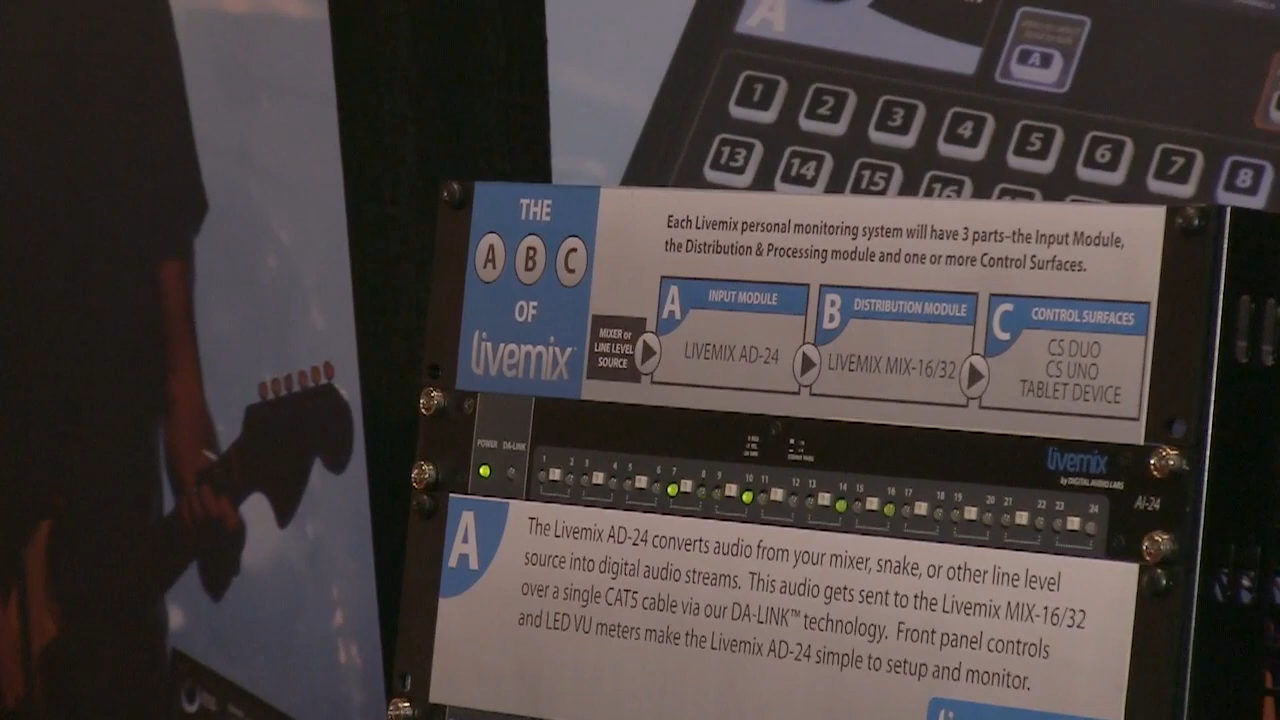 A
A
1 2 3 4 5 6 7 8
13 14 15 16
THE
A B C
OF
livemix
Each Livemix personal monitoring system will have 3 parts–the Input Module,
the Distribution & Processing module and one or more Control Surfaces.
MIXER or
LINE LEVEL
SOURCE
A INPUT MODULE
LIVEMIX AD-24
B DISTRIBUTION MODULE
LIVEMIX MIX-16/32
C CONTROL SURFACES
CS DUO
CS UNO
TABLET DEVICE
POWER DA-LINK
1 2 3 4 5 6 7 8 9 10 11 12 13 14 15 16 17 18 19 20 21 22 23 24
livemix
by DIGITAL AUDIO LABS
AI-24
A
The Livemix AD-24 converts audio from your mixer, snake, or other line level
source into digital audio streams. This audio gets sent to the Livemix MIX-16/32
over a single CAT5 cable via our DA-LINK™ technology. Front panel controls
and LED VU meters make the Livemix AD-24 simple to setup and monitor.
livemix